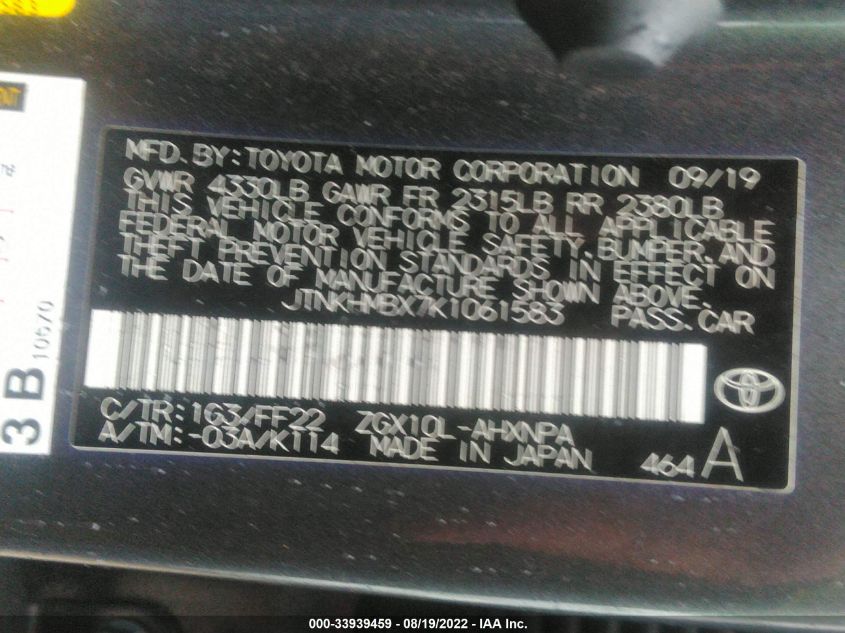 MFD. BY: TOYOTA MOTOR CORPORATION 09/19
GVWR 4330LB GAWR FR 2315LB RR 2380LB
THIS VEHICLE CONFORMS TO ALL APPLICABLE
FEDERAL MOTOR VEHICLE SAFETY, BUMPER, AND
THEFT PREVENTION STANDARDS IN EFFECT ON
THE DATE OF MANUFACTURE SHOWN ABOVE.
JTNKHMBX7K1061583 PASS. CAR
C/TR: 1G3/FF22 ZGX10L-AHXNPA
A/TM: -03A/K114 MADE IN JAPAN 464 A
3B
000-33939459 - 08/19/2022 - IAA Inc.